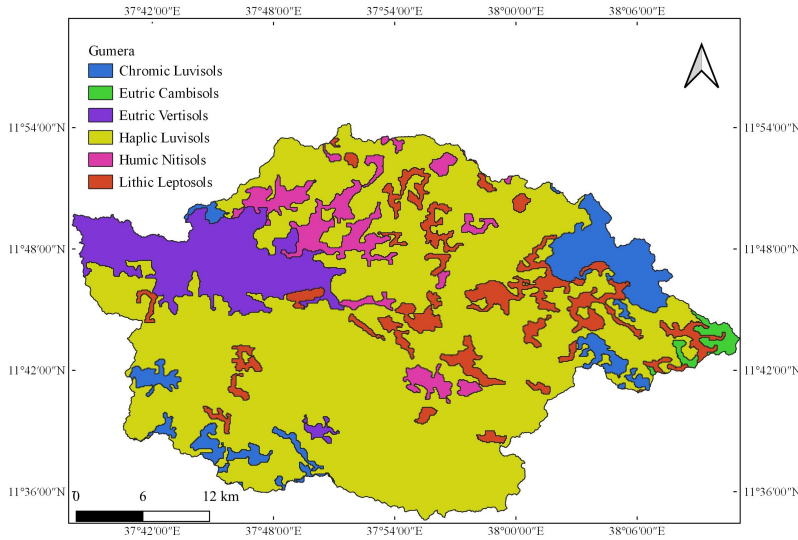 37°42'00"E 37°48'00"E 37°54'00"E 38°00'00"E 38°06'00"E
Gumera
Chromic Luvisols
Eutric Cambisols
Eutric Vertisols
Haplic Luvisols
Humic Nitisols
Lithic Leptosols
11°54'00"N 11°54'00"N
11°48'00"N 11°48'00"N
11°42'00"N 11°42'00"N
11°36'00"N 11°36'00"N
0 6 12 km
37°42'00"E 37°48'00"E 37°54'00"E 38°00'00"E 38°06'00"E